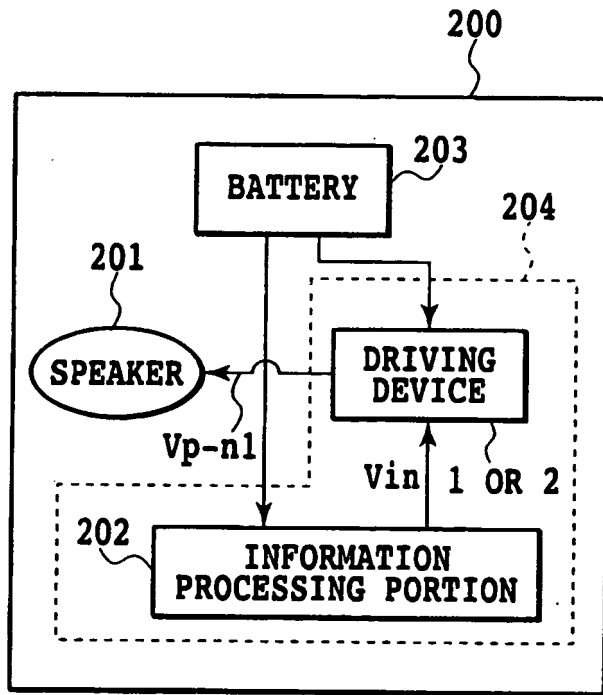 200
BATTERY
203
204
201
SPEAKER
DRIVING
DEVICE
Vp-n1
Vin
1 OR 2
202
INFORMATION
PROCESSING PORTION